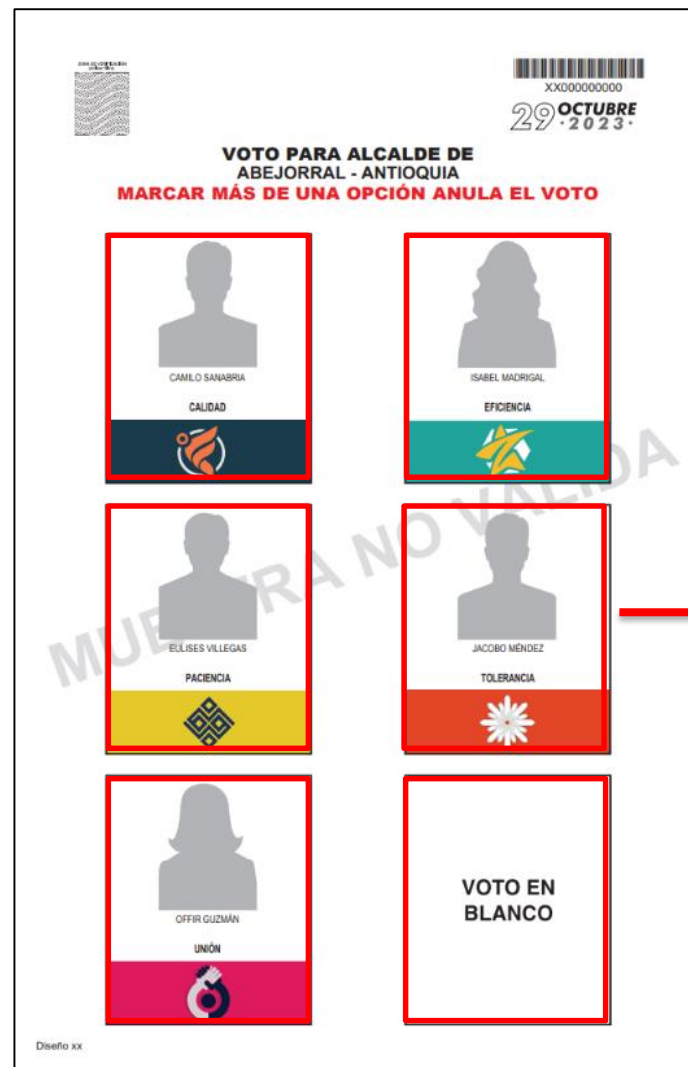 XX000000000
29 OCTUBRE
·2023·
VOTO PARA ALCALDE DE
ABEJORRAL - ANTIOQUIA
MARCAR MÁS DE UNA OPCIÓN ANULA EL VOTO
CAMILO SANABRIA
CALIDAD
ISABEL MADRIGAL
EFICIENCIA
MUESTRA NO VÁLIDA
EULISES VILLEGAS
PACIENCIA
JACOBO MÉNDEZ
TOLERANCIA
OFFIR GUZMÁN
UNIÓN
VOTO EN
BLANCO
Diseño xx